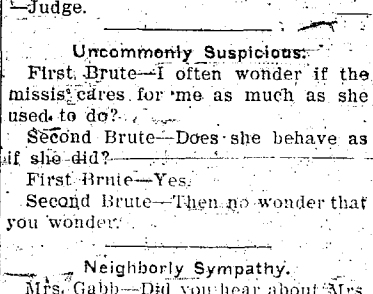 —Judge.
Uncommonly Suspicious.
First Brute—I often wonder if the
missis cares for me as much as she
used to do?
Second Brute—Does she behave as
if she did?
First Brute—Yes.
Second Brute—Then no wonder that
you wonder.
Neighborly Sympathy.
Mrs. Gabb—Did you hear about Mrs.